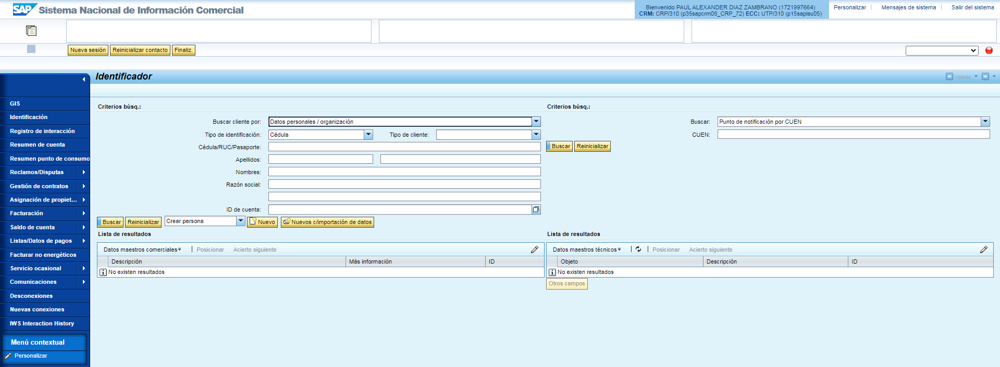 SAP Sistema Nacional de Información Comercial
Bienvenido PAUL ALEXANDER DIAZ ZAMBRANO (1721997664)
CRM: CRP/310 (p35sapcrm08_CRP_72) ECC: UTP/310 (p15sapisu05)
Personalizar
Mensajes de sistema
Salir del sistema
Nueva sesión
Reinicializar contacto
Finaliz.
Identificador
Volver
GIS
Identificación
Registro de interacción
Resumen de cuenta
Resumen punto de consumo
Reclamos/Disputas
Gestión de contratos
Asignación de propiet...
Facturación
Saldo de cuenta
Listas/Datos de pagos
Facturar no energéticos
Servicio ocasional
Comunicaciones
Desconexiones
Nuevas conexiones
IWS Interaction History
Menú contextual
Personalizar
Criterios búsq.:
Buscar cliente por: Datos personales / organización
Tipo de identificación: Cédula Tipo de cliente:
Cédula/RUC/Pasaporte:
Apellidos:
Nombres:
Razón social:
ID de cuenta:
Buscar Reinicializar Crear persona Nuevo Nuevos c/importación de datos
Lista de resultados
Datos maestros comerciales Posicionar Acierto siguiente
Descripción Más información ID
No existen resultados
Criterios búsq.:
Buscar: Punto de notificación por CUEN
CUEN:
Buscar Reinicializar
Lista de resultados
Datos maestros técnicos Posicionar Acierto siguiente
Objeto Descripción ID
No existen resultados
Otros campos